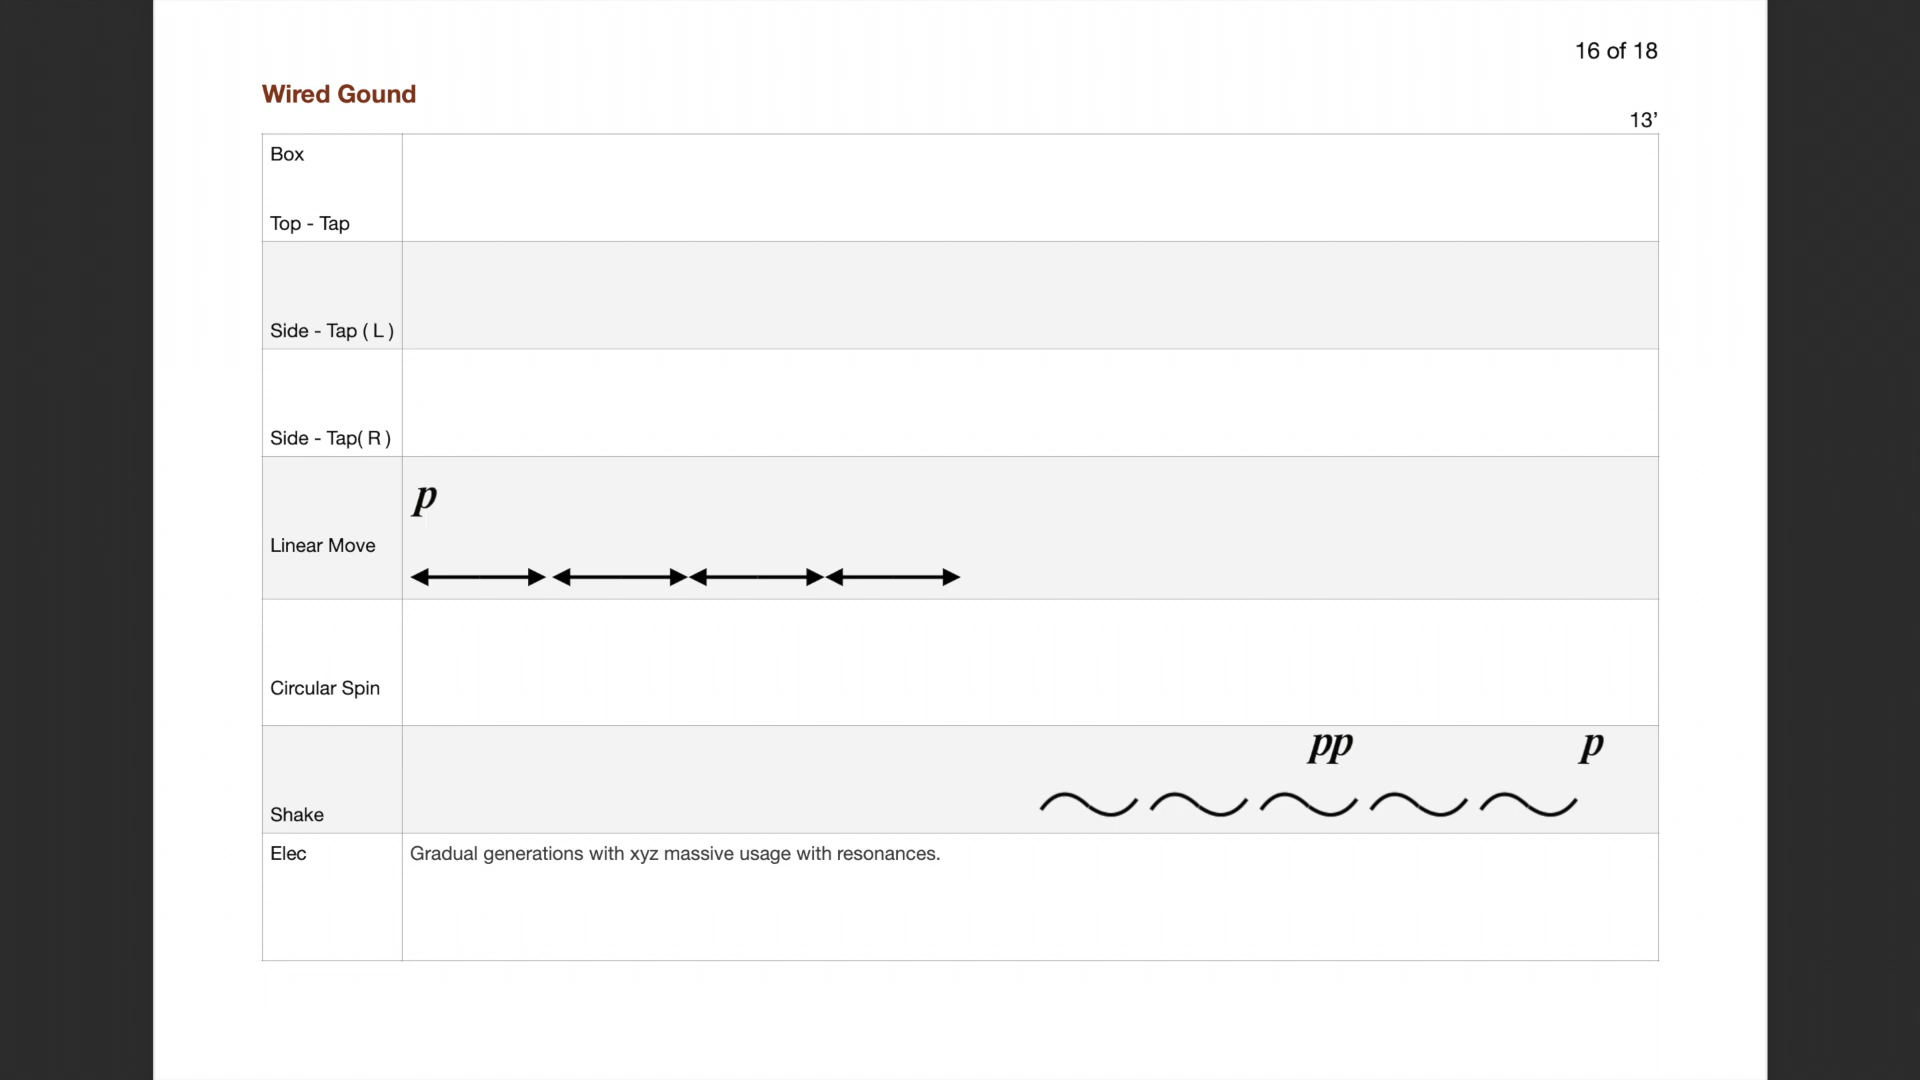 16 of 18
Wired Gound
13’
Box
Top - Tap
Side - Tap ( L )
Side - Tap( R )
p
Linear Move
Circular Spin
pp p
Shake
Elec Gradual generations with xyz massive usage with resonances.